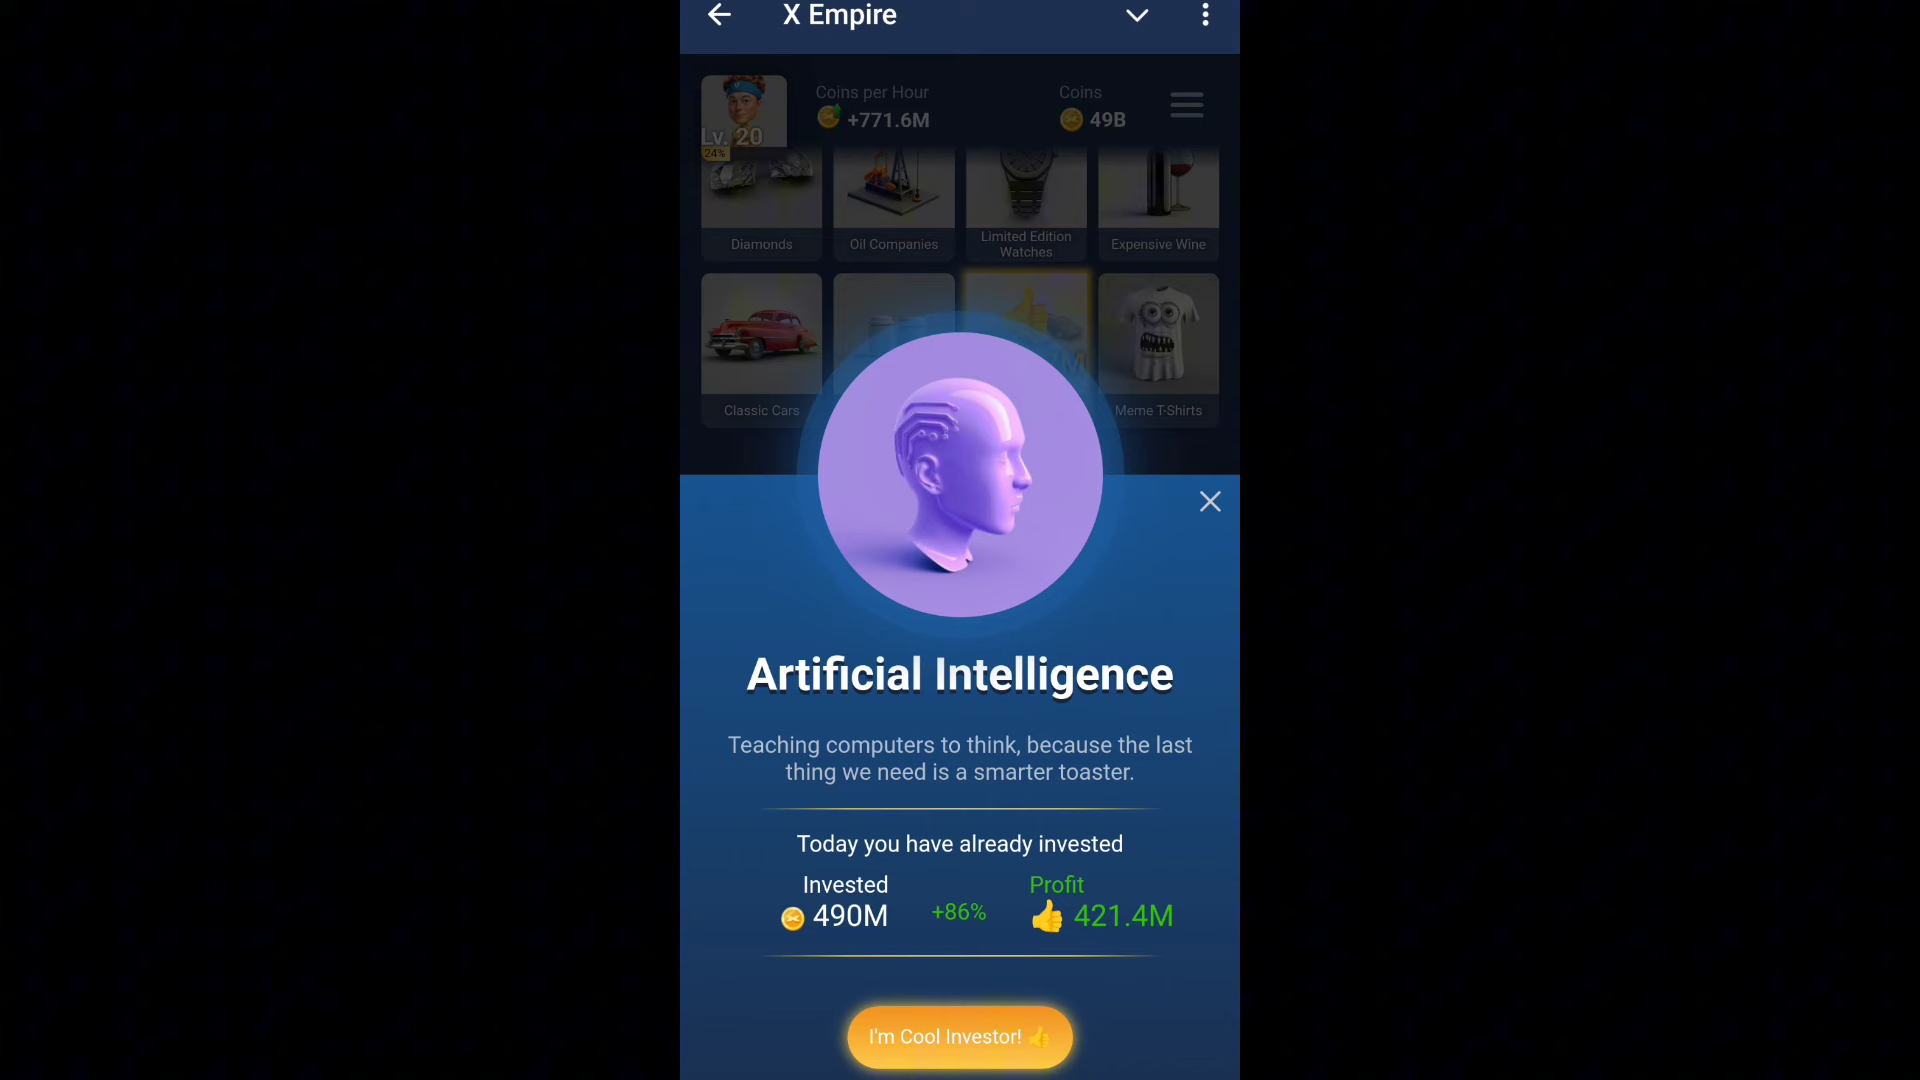 X Empire
Coins per Hour
+771.6M
Coins
49B
Lv. 20
24%
Diamonds
Oil Companies
Limited Edition
Watches
Expensive Wine
Classic Cars
Meme T-Shirts
Artificial Intelligence
Teaching computers to think, because the last
thing we need is a smarter toaster.
Today you have already invested
Invested
490M
+86%
Profit
421.4M
I'm Cool Investor! 👍